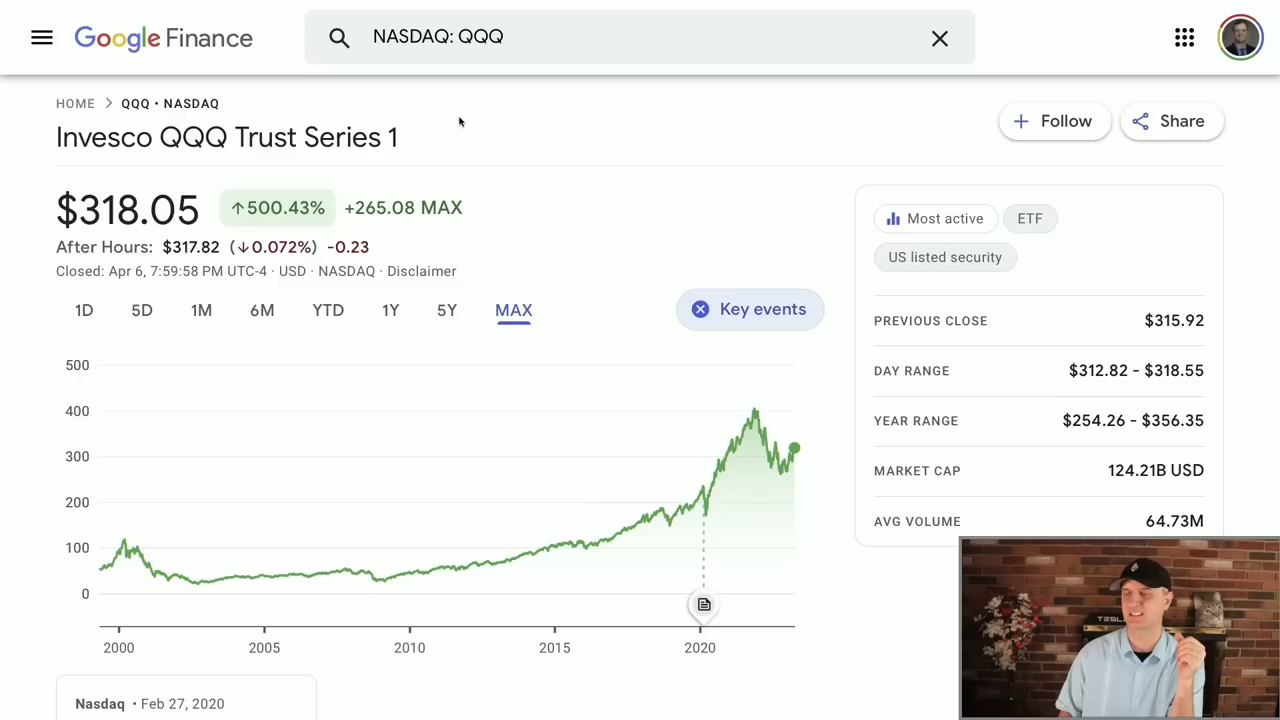 Google Finance
NASDAQ: QQQ
HOME > QQQ • NASDAQ
Invesco QQQ Trust Series 1
Follow
Share
$318.05 ↑500.43% +265.08 MAX
After Hours: $317.82 (↓0.072%) -0.23
Closed: Apr 6, 7:59:58 PM UTC-4 · USD · NASDAQ · Disclaimer
1D 5D 1M 6M YTD 1Y 5Y MAX
Key events
500
400
300
200
100
0
2000 2005 2010 2015 2020
Nasdaq • Feb 27, 2020
Most active
ETF
US listed security
PREVIOUS CLOSE $315.92
DAY RANGE $312.82 - $318.55
YEAR RANGE $254.26 - $356.35
MARKET CAP 124.21B USD
AVG VOLUME 64.73M